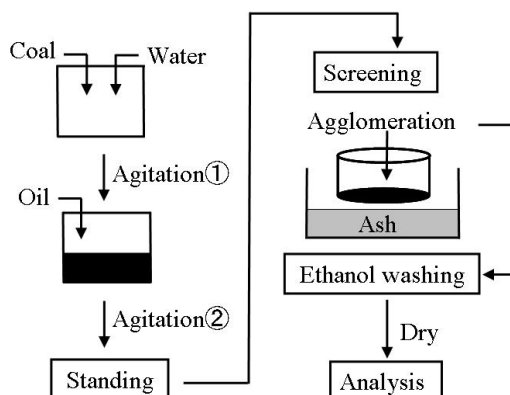 Coal
Water
Agitation①
Oil
Agitation②
Standing
Screening
Agglomeration
Ash
Ethanol washing
Dry
Analysis